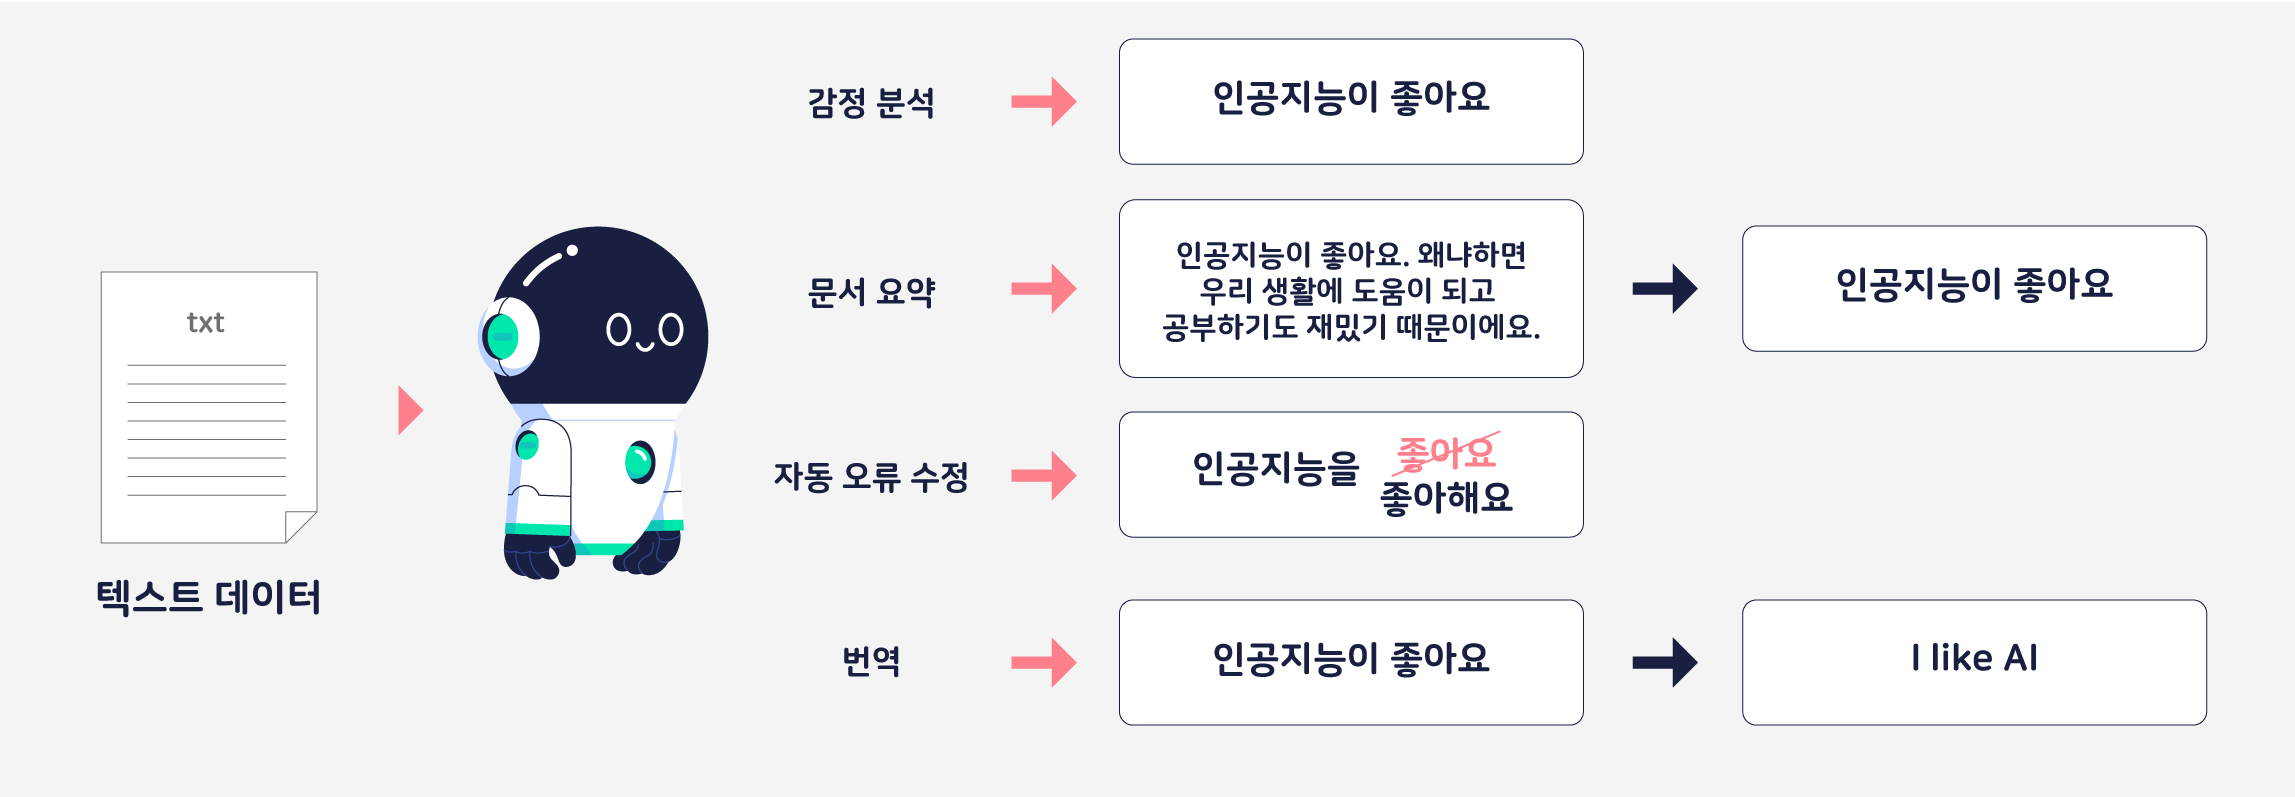 txt
텍스트 데이터
감정 분석
인공지능이 좋아요
문서 요약
인공지능이 좋아요. 왜냐하면
우리 생활에 도움이 되고
공부하기도 재밌기 때문이에요.
인공지능이 좋아요
자동 오류 수정
인공지능을
좋아요
좋아해요
번역
인공지능이 좋아요
I like AI